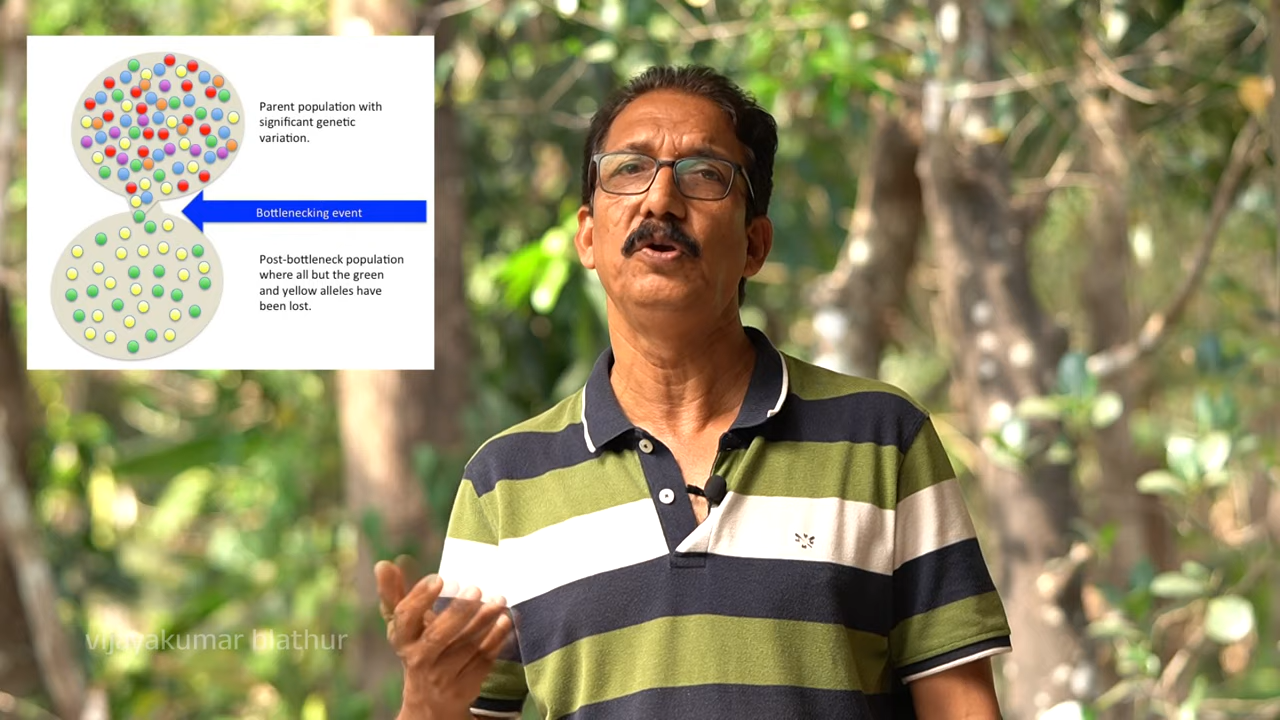 Parent population with
significant genetic
variation.
Bottlenecking event
Post-bottleneck population
where all but the green
and yellow alleles have
been lost.
vijayakumar blathur